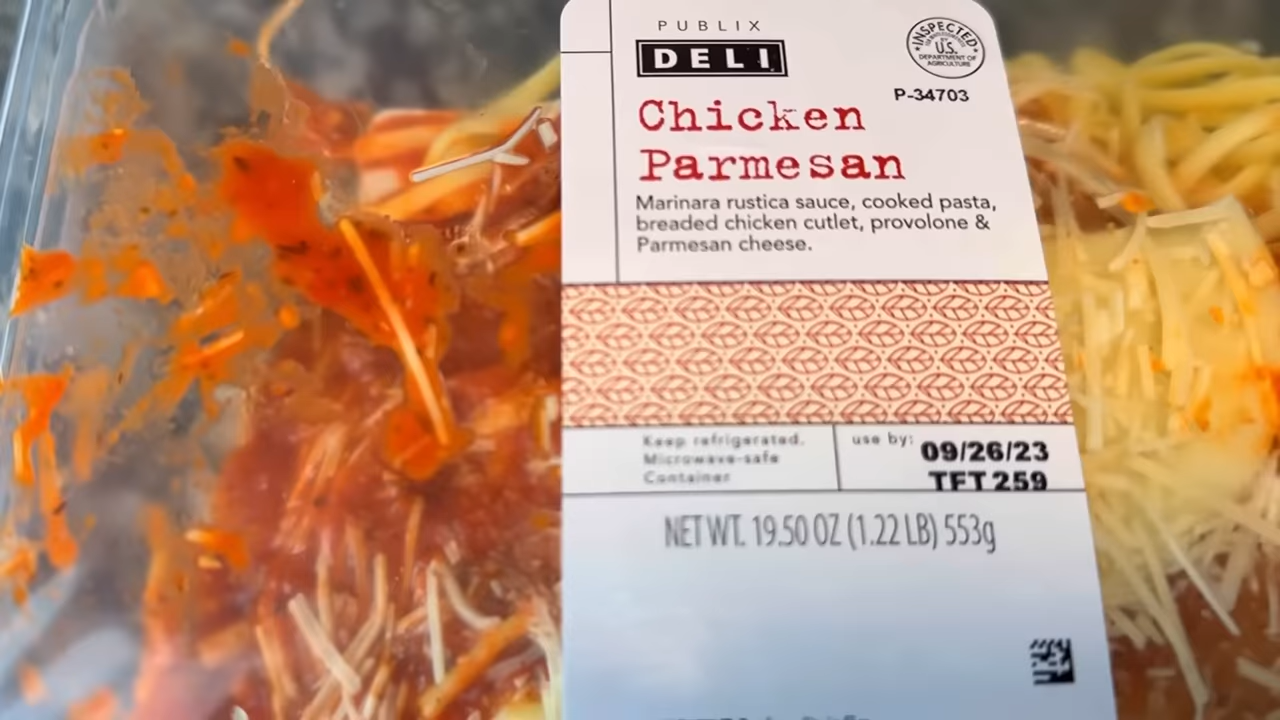 PUBLIX
DELI
INSPECTED
BY
U.S.
DEPARTMENT OF
AGRICULTURE
P-34703
Chicken
Parmesan
Marinara rustica sauce, cooked pasta,
breaded chicken cutlet, provolone &
Parmesan cheese.
Keep refrigerated.
Microwave-safe
Container
use by:
09/26/23
TFT 259
NET WT. 19.50 OZ (1.22 LB) 553g